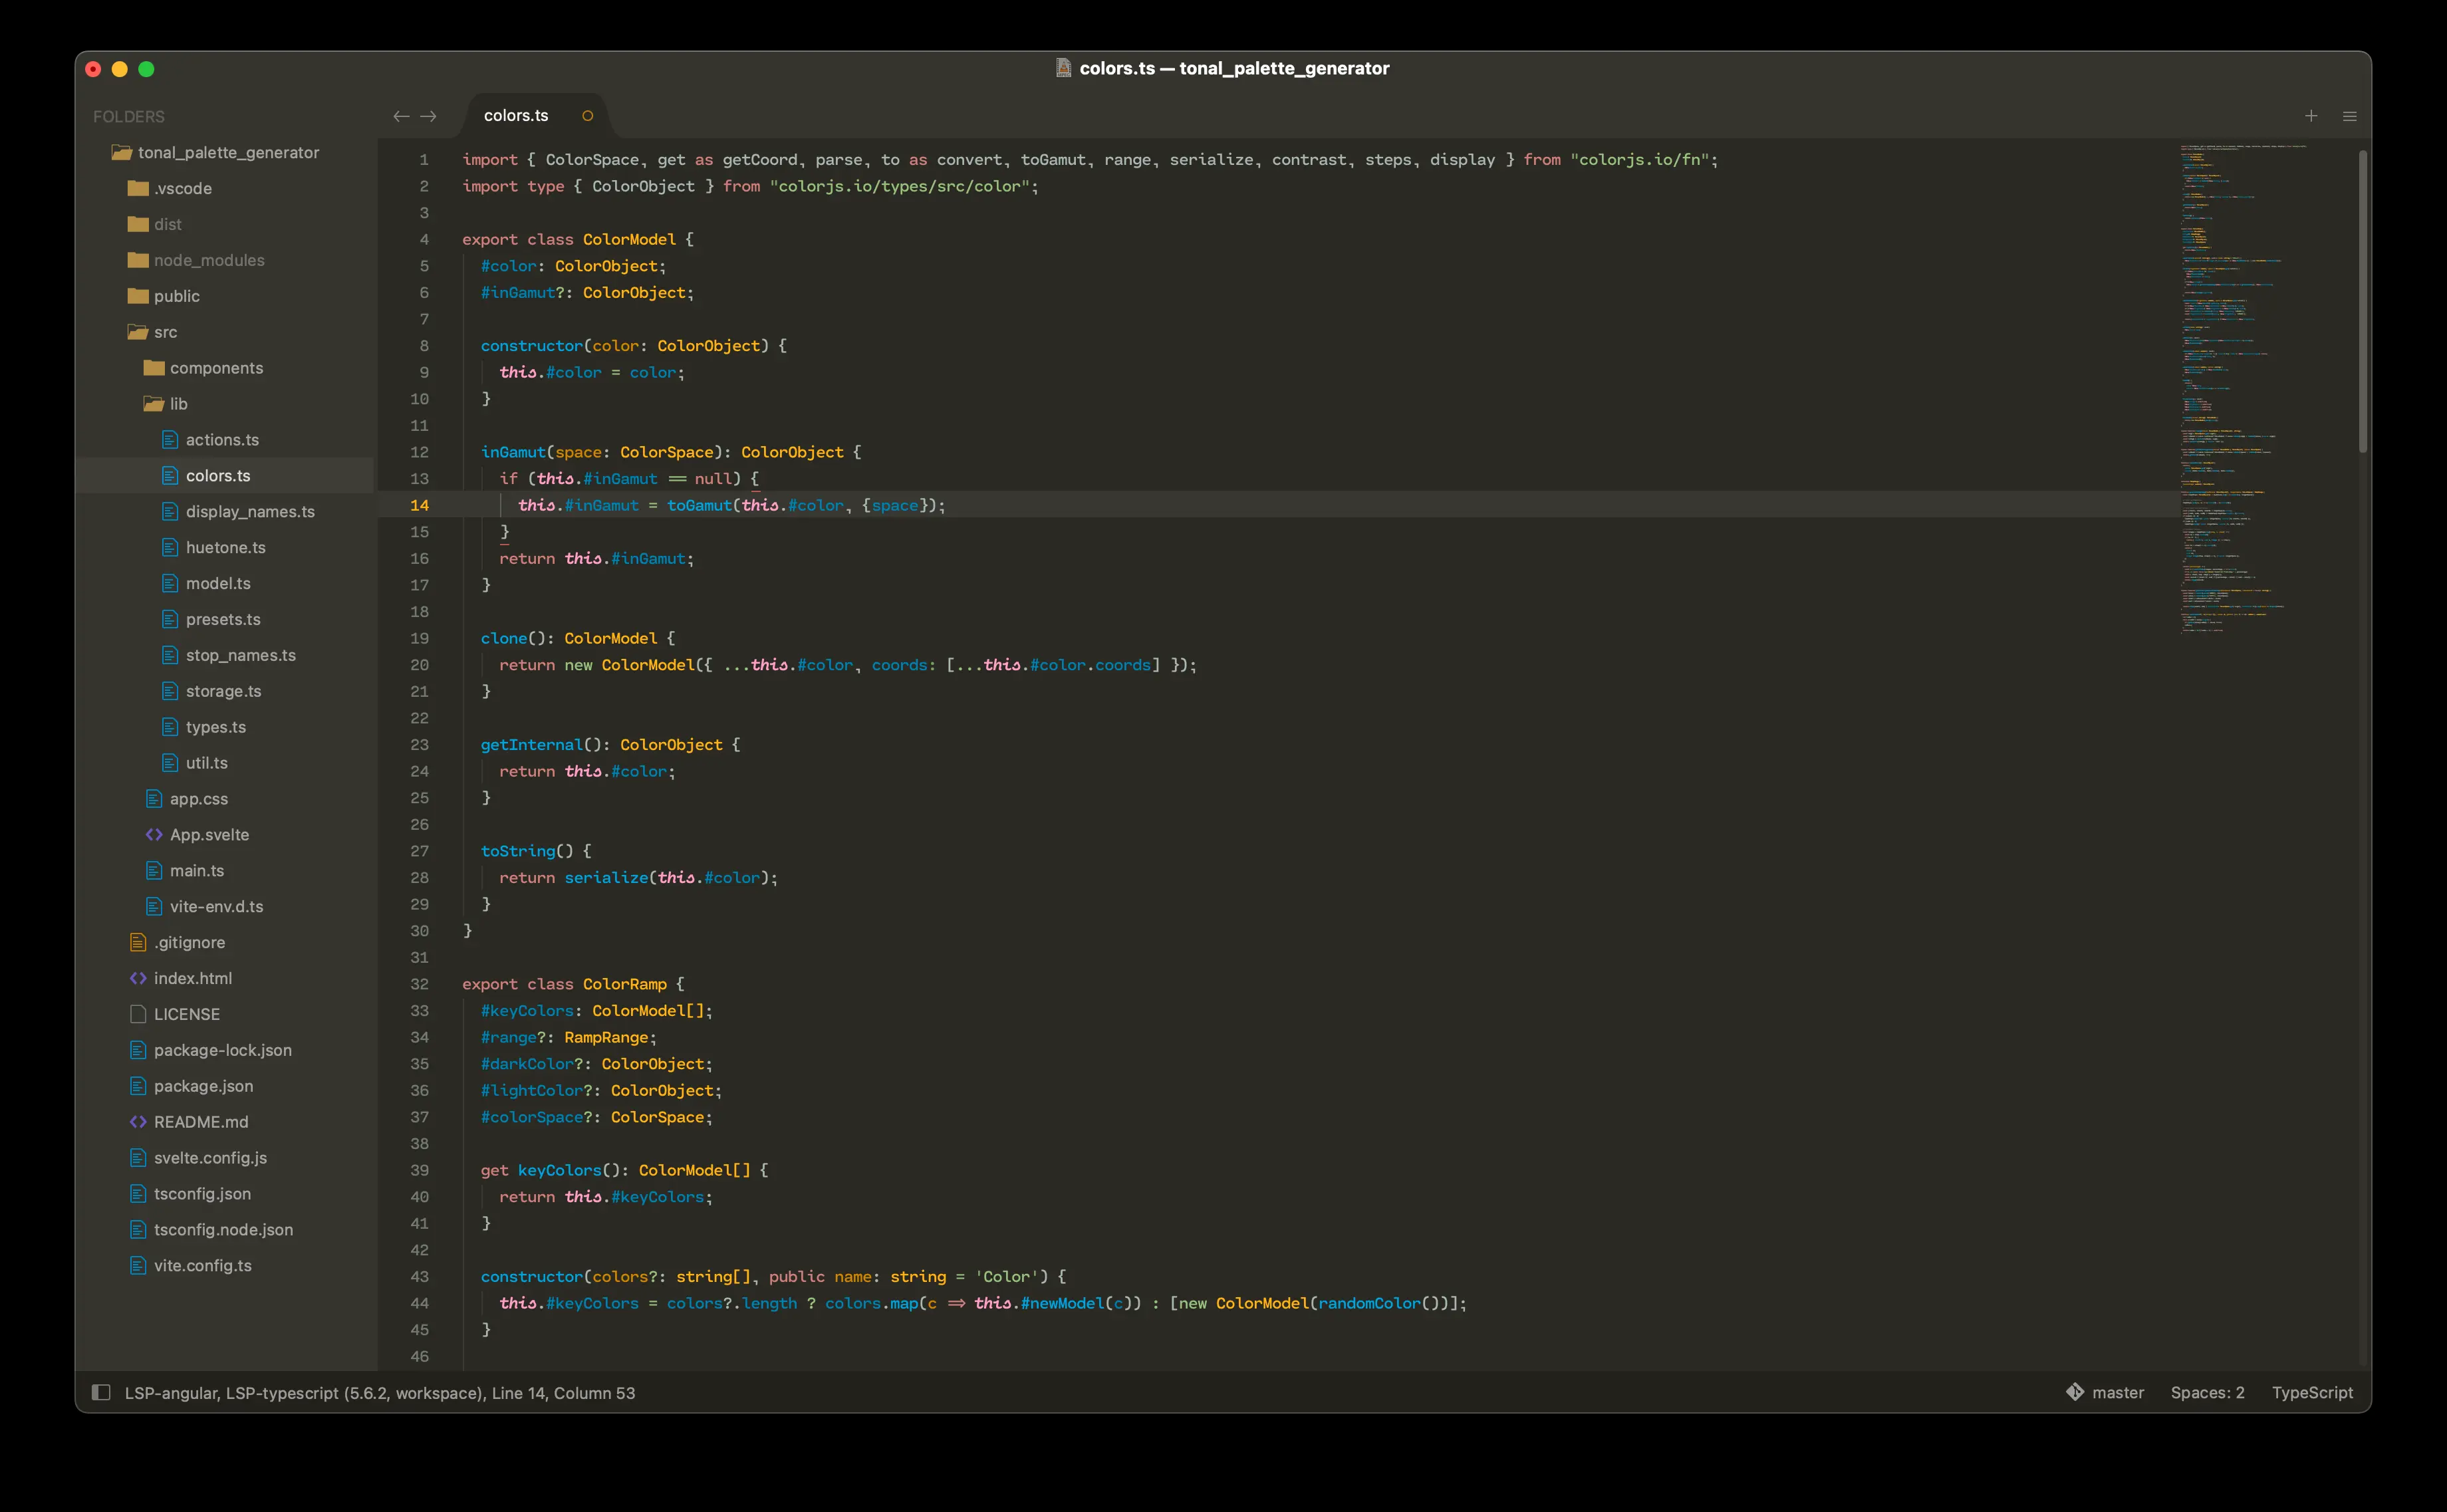 colors.ts — tonal_palette_generator
FOLDERS
tonal_palette_generator
.vscode
dist
node_modules
public
src
components
lib
actions.ts
colors.ts
display_names.ts
huetone.ts
model.ts
presets.ts
stop_names.ts
storage.ts
types.ts
util.ts
app.css
App.svelte
main.ts
vite-env.d.ts
.gitignore
index.html
LICENSE
package-lock.json
package.json
README.md
svelte.config.js
tsconfig.json
tsconfig.node.json
vite.config.ts
colors.ts
1 import { ColorSpace, get as getCoord, parse, to as convert, toGamut, range, serialize, contrast, steps, display } from "colorjs.io/fn";
2 import type { ColorObject } from "colorjs.io/types/src/color";
3
4 export class ColorModel {
5   #color: ColorObject;
6   #inGamut?: ColorObject;
7
8   constructor(color: ColorObject) {
9     this.#color = color;
10   }
11
12   inGamut(space: ColorSpace): ColorObject {
13     if (this.#inGamut == null) {
14       this.#inGamut = toGamut(this.#color, {space});
15     }
16     return this.#inGamut;
17   }
18
19   clone(): ColorModel {
20     return new ColorModel({ ...this.#color, coords: [...this.#color.coords] });
21   }
22
23   getInternal(): ColorObject {
24     return this.#color;
25   }
26
27   toString() {
28     return serialize(this.#color);
29   }
30 }
31
32 export class ColorRamp {
33   #keyColors: ColorModel[];
34   #range?: RampRange;
35   #darkColor?: ColorObject;
36   #lightColor?: ColorObject;
37   #colorSpace?: ColorSpace;
38
39   get keyColors(): ColorModel[] {
40     return this.#keyColors;
41   }
42
43   constructor(colors?: string[], public name: string = 'Color') {
44     this.#keyColors = colors?.length ? colors.map(c => this.#newModel(c)) : [new ColorModel(randomColor())];
45   }
46
LSP-angular, LSP-typescript (5.6.2, workspace), Line 14, Column 53
master
Spaces: 2
TypeScript